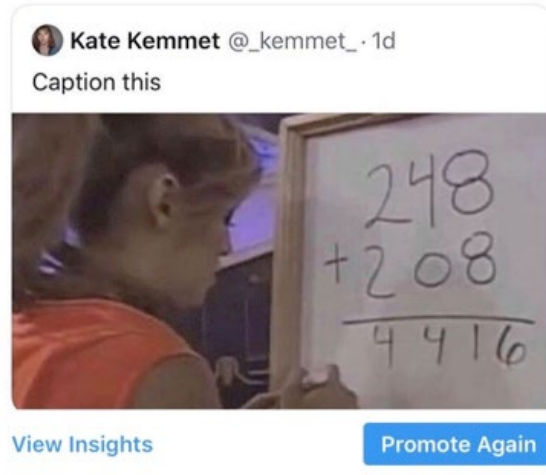 Kate Kemmet @_kemmet_ · 1d
Caption this
248
+208
4416
View Insights
Promote Again